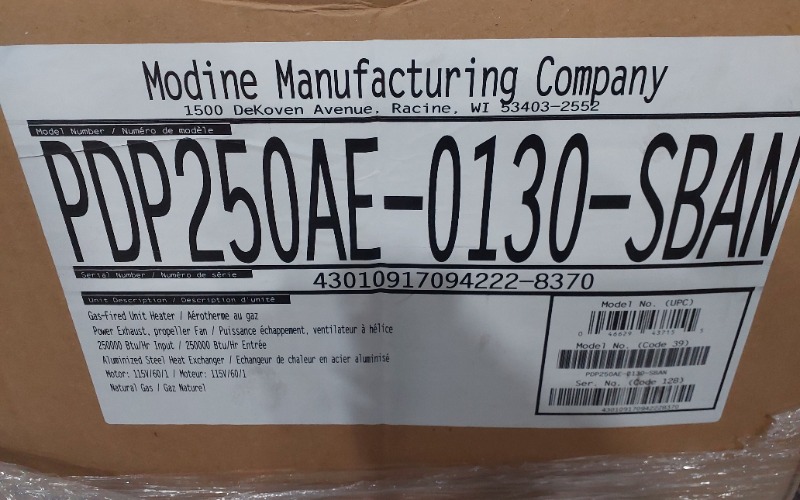 Modine Manufacturing Company
1500 DeKoven Avenue, Racine, WI 53403-2552
Model Number / Numéro de modèle
PDP250AE-0130-SBAN
Serial Number / Numéro de série
43010917094222-8370
Unit Description / Description d'unité
Gas-Fired Unit Heater / Aérotherme au gaz
Power Exhaust, propeller Fan / Puissance échappement, ventilateur à hélice
250000 Btu/Hr Input / 250000 Btu/Hr Entrée
Aluminized Steel Heat Exchanger / Echangeur de chaleur en acier aluminisé
Motor: 115V/60/1 / Moteur: 115V/60/1
Natural Gas / Gaz Naturel
Model No. (UPC)
Model No. (Code 39)
PDP250AE-0130-SBAN
Ser. No. (Code 128)
430109170942228370